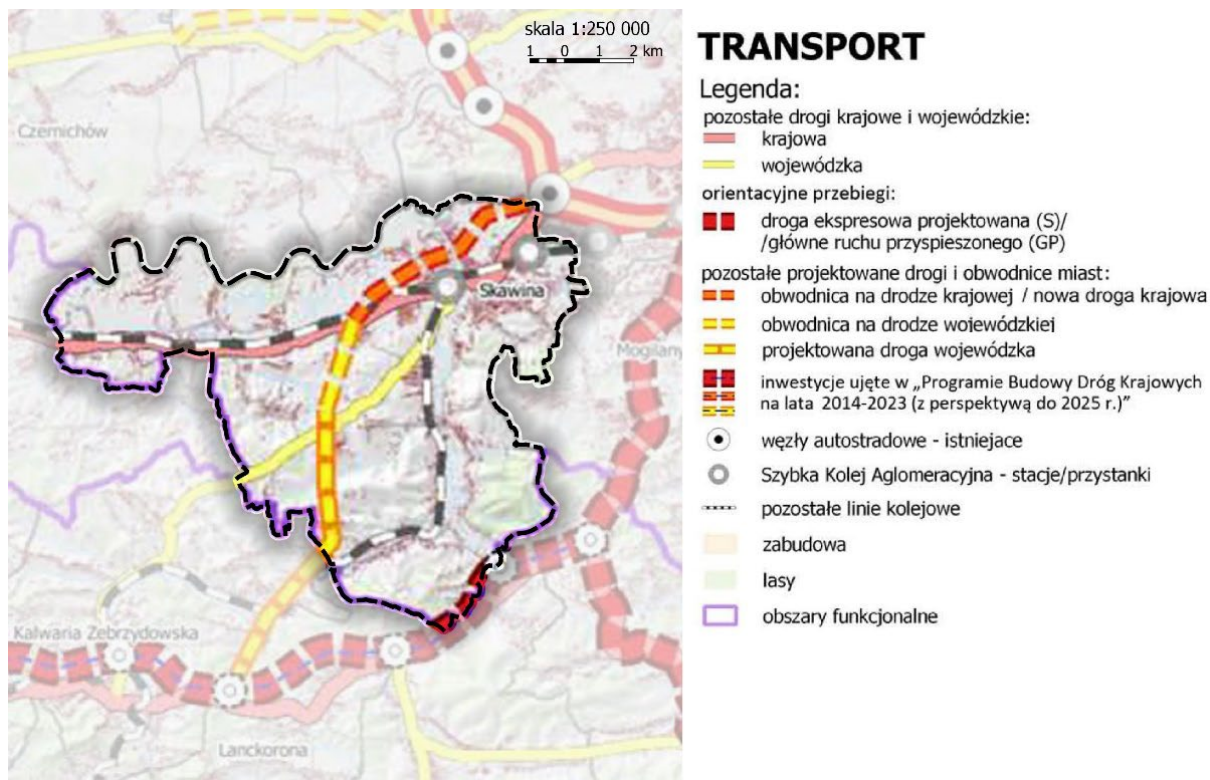 skala 1:250 000
1 0 1 2 km
Czernichów
Skawina
Mogilany
Kalwaria Zebrzydowska
Lanckorona
TRANSPORT
Legenda:
pozostałe drogi krajowe i wojewódzkie:
krajowa
wojewódzka
orientacyjne przebiegi:
droga ekspresowa projektowana (S)/
/główne ruchu przyspieszonego (GP)
pozostałe projektowane drogi i obwodnice miast:
obwodnica na drodze krajowej / nowa droga krajowa
obwodnica na drodze wojewódzkiej
projektowana droga wojewódzka
inwestycje ujęte w „Programie Budowy Dróg Krajowych
na lata 2014-2023 (z perspektywą do 2025 r.)”
węzły autostradowe - istniejace
Szybka Kolej Aglomeracyjna - stacje/przystanki
pozostałe linie kolejowe
zabudowa
lasy
obszary funkcjonalne